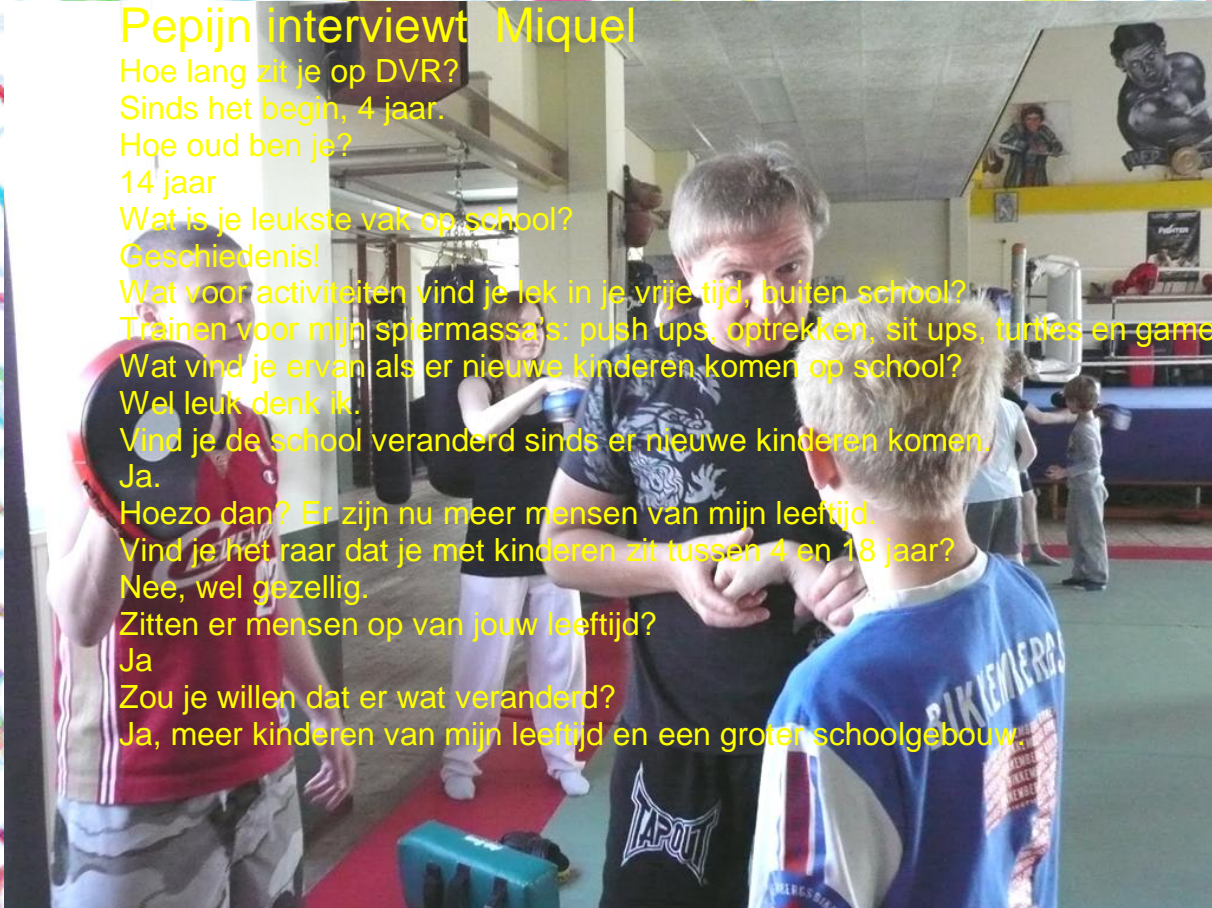 Pepijn interviewt Miquel
Hoe lang zit je op DVR?
Sinds het begin, 4 jaar.
Hoe oud ben je?
14 jaar
Wat is je leukste vak op school?
Geschiedenis!
Wat voor activiteiten vind je lek in je vrije tijd, buiten school?
Trainen voor mijn spiermassa's: push ups, optrekken, sit ups, turtles en game
Wat vind je ervan als er nieuwe kinderen komen op school?
Wel leuk denk ik.
Vind je de school veranderd sinds er nieuwe kinderen komen.
Ja.
Hoezo dan? Er zijn nu meer mensen van mijn leeftijd.
Vind je het raar dat je met kinderen zit tussen 4 en 18 jaar?
Nee, wel gezellig.
Zitten er mensen op van jouw leeftijd?
Ja
Zou je willen dat er wat veranderd?
Ja, meer kinderen van mijn leeftijd en een groter schoolgebouw.
FIGHTER
BIKKEMBERGS
TAPOUT